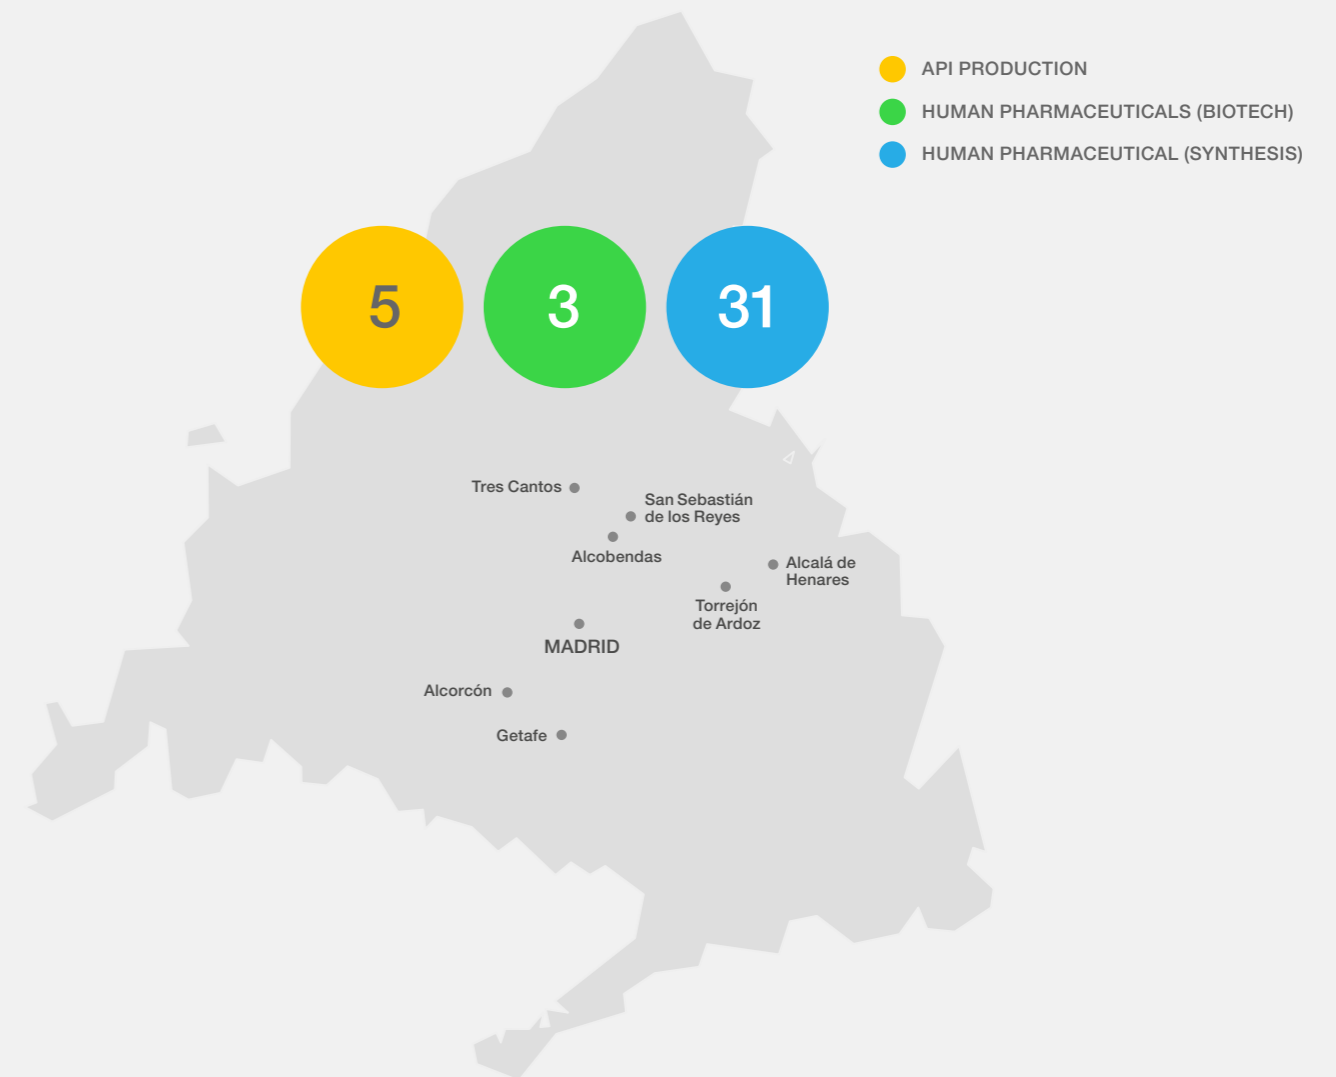 API PRODUCTION
HUMAN PHARMACEUTICALS (BIOTECH)
HUMAN PHARMACEUTICAL (SYNTHESIS)
5
3
31
Tres Cantos
San Sebastián
de los Reyes
Alcobendas
Alcalá de
Henares
Torrejón
de Ardoz
MADRID
Alcorcón
Getafe